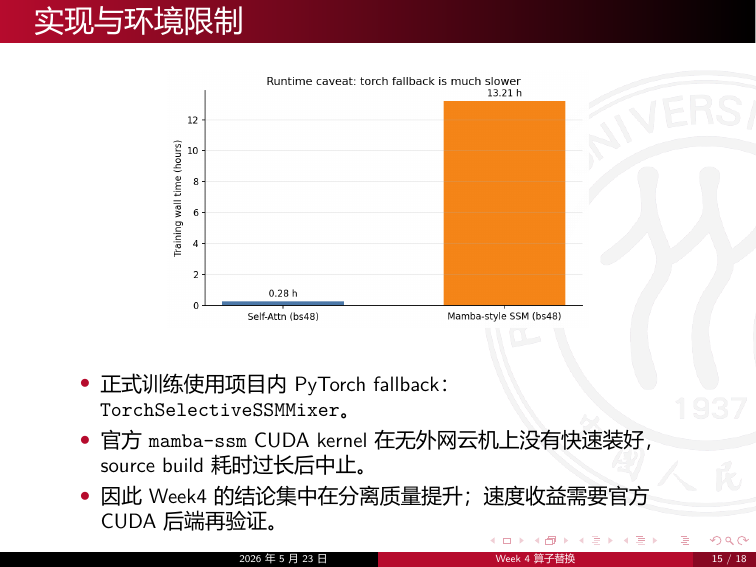 实现与环境限制
Runtime caveat: torch fallback is much slower
13.21 h
12
10
8
6
4
2
0
Training wall time (hours)
0.28 h
Self-Attn (bs48)
Mamba-style SSM (bs48)
正式训练使用项目内 PyTorch fallback：
TorchSelectiveSSMMixer。
官方 mamba-ssm CUDA kernel 在无外网云机上没有快速装好，
source build 耗时过长后中止。
因此 Week4 的结论集中在分离质量提升；速度收益需要官方
CUDA 后端再验证。
1937
2026 年 5 月 23 日
Week 4 算子替换
15 / 18